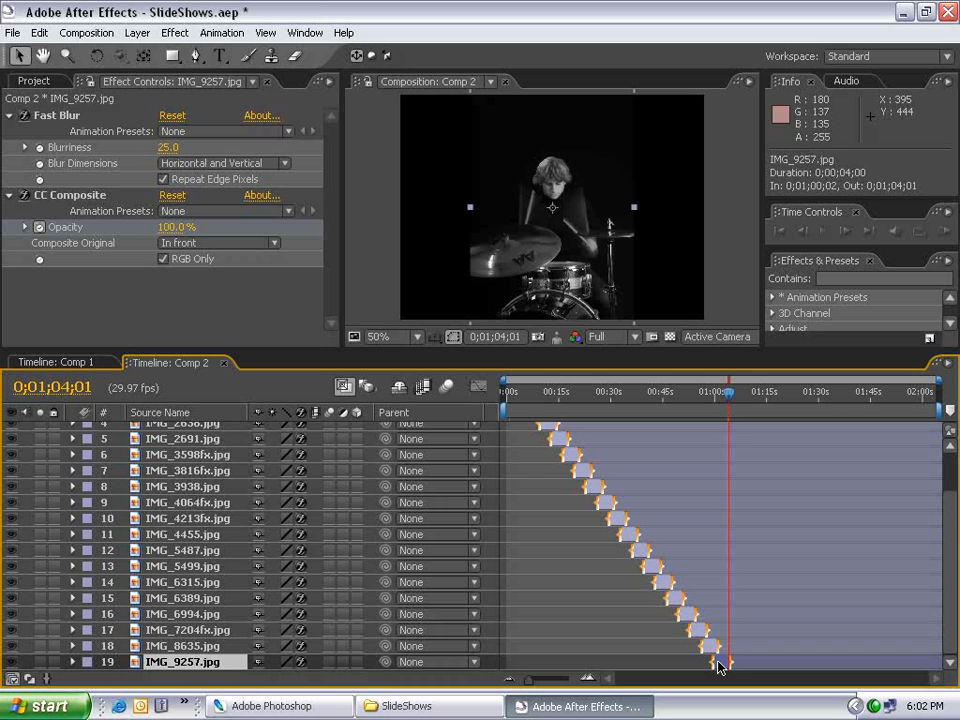 Adobe After Effects - SlideShows.aep *
File Edit Composition Layer Effect Animation View Window Help
Workspace: Standard
Project Effect Controls: IMG_9257.jpg
Comp 2 * IMG_9257.jpg
Fast Blur Reset About...
Animation Presets: None
Blurriness 25.0
Blur Dimensions Horizontal and Vertical
Repeat Edge Pixels
CC Composite Reset About...
Animation Presets: None
Opacity 100.0 %
Composite Original In front
RGB Only
Composition: Comp 2
50% 0;01;04;01 Full Active Camera
Info Audio
R : 180 X : 395
G : 137 Y : 444
B : 135
A : 255
IMG_9257.jpg
Duration: 0;00;04;00
In: 0;01;00;02, Out: 0;01;04;01
Time Controls
Effects & Presets
Contains:
* Animation Presets
3D Channel
Adjust
Timeline: Comp 1 Timeline: Comp 2
0;01;04;01 (29.97 fps)
:00s 00:15s 00:30s 00:45s 01:00s 01:15s 01:30s 01:45s 02:00s
# Source Name Parent
5 IMG_2691.jpg None
6 IMG_3598fx.jpg None
7 IMG_3816fx.jpg None
8 IMG_3938.jpg None
9 IMG_4064fx.jpg None
10 IMG_4213fx.jpg None
11 IMG_4455.jpg None
12 IMG_5487.jpg None
13 IMG_5499.jpg None
14 IMG_6315.jpg None
15 IMG_6389.jpg None
16 IMG_6994.jpg None
17 IMG_7204fx.jpg None
18 IMG_8635.jpg None
19 IMG_9257.jpg None
start Adobe Photoshop SlideShows Adobe After Effects -... 6:02 PM